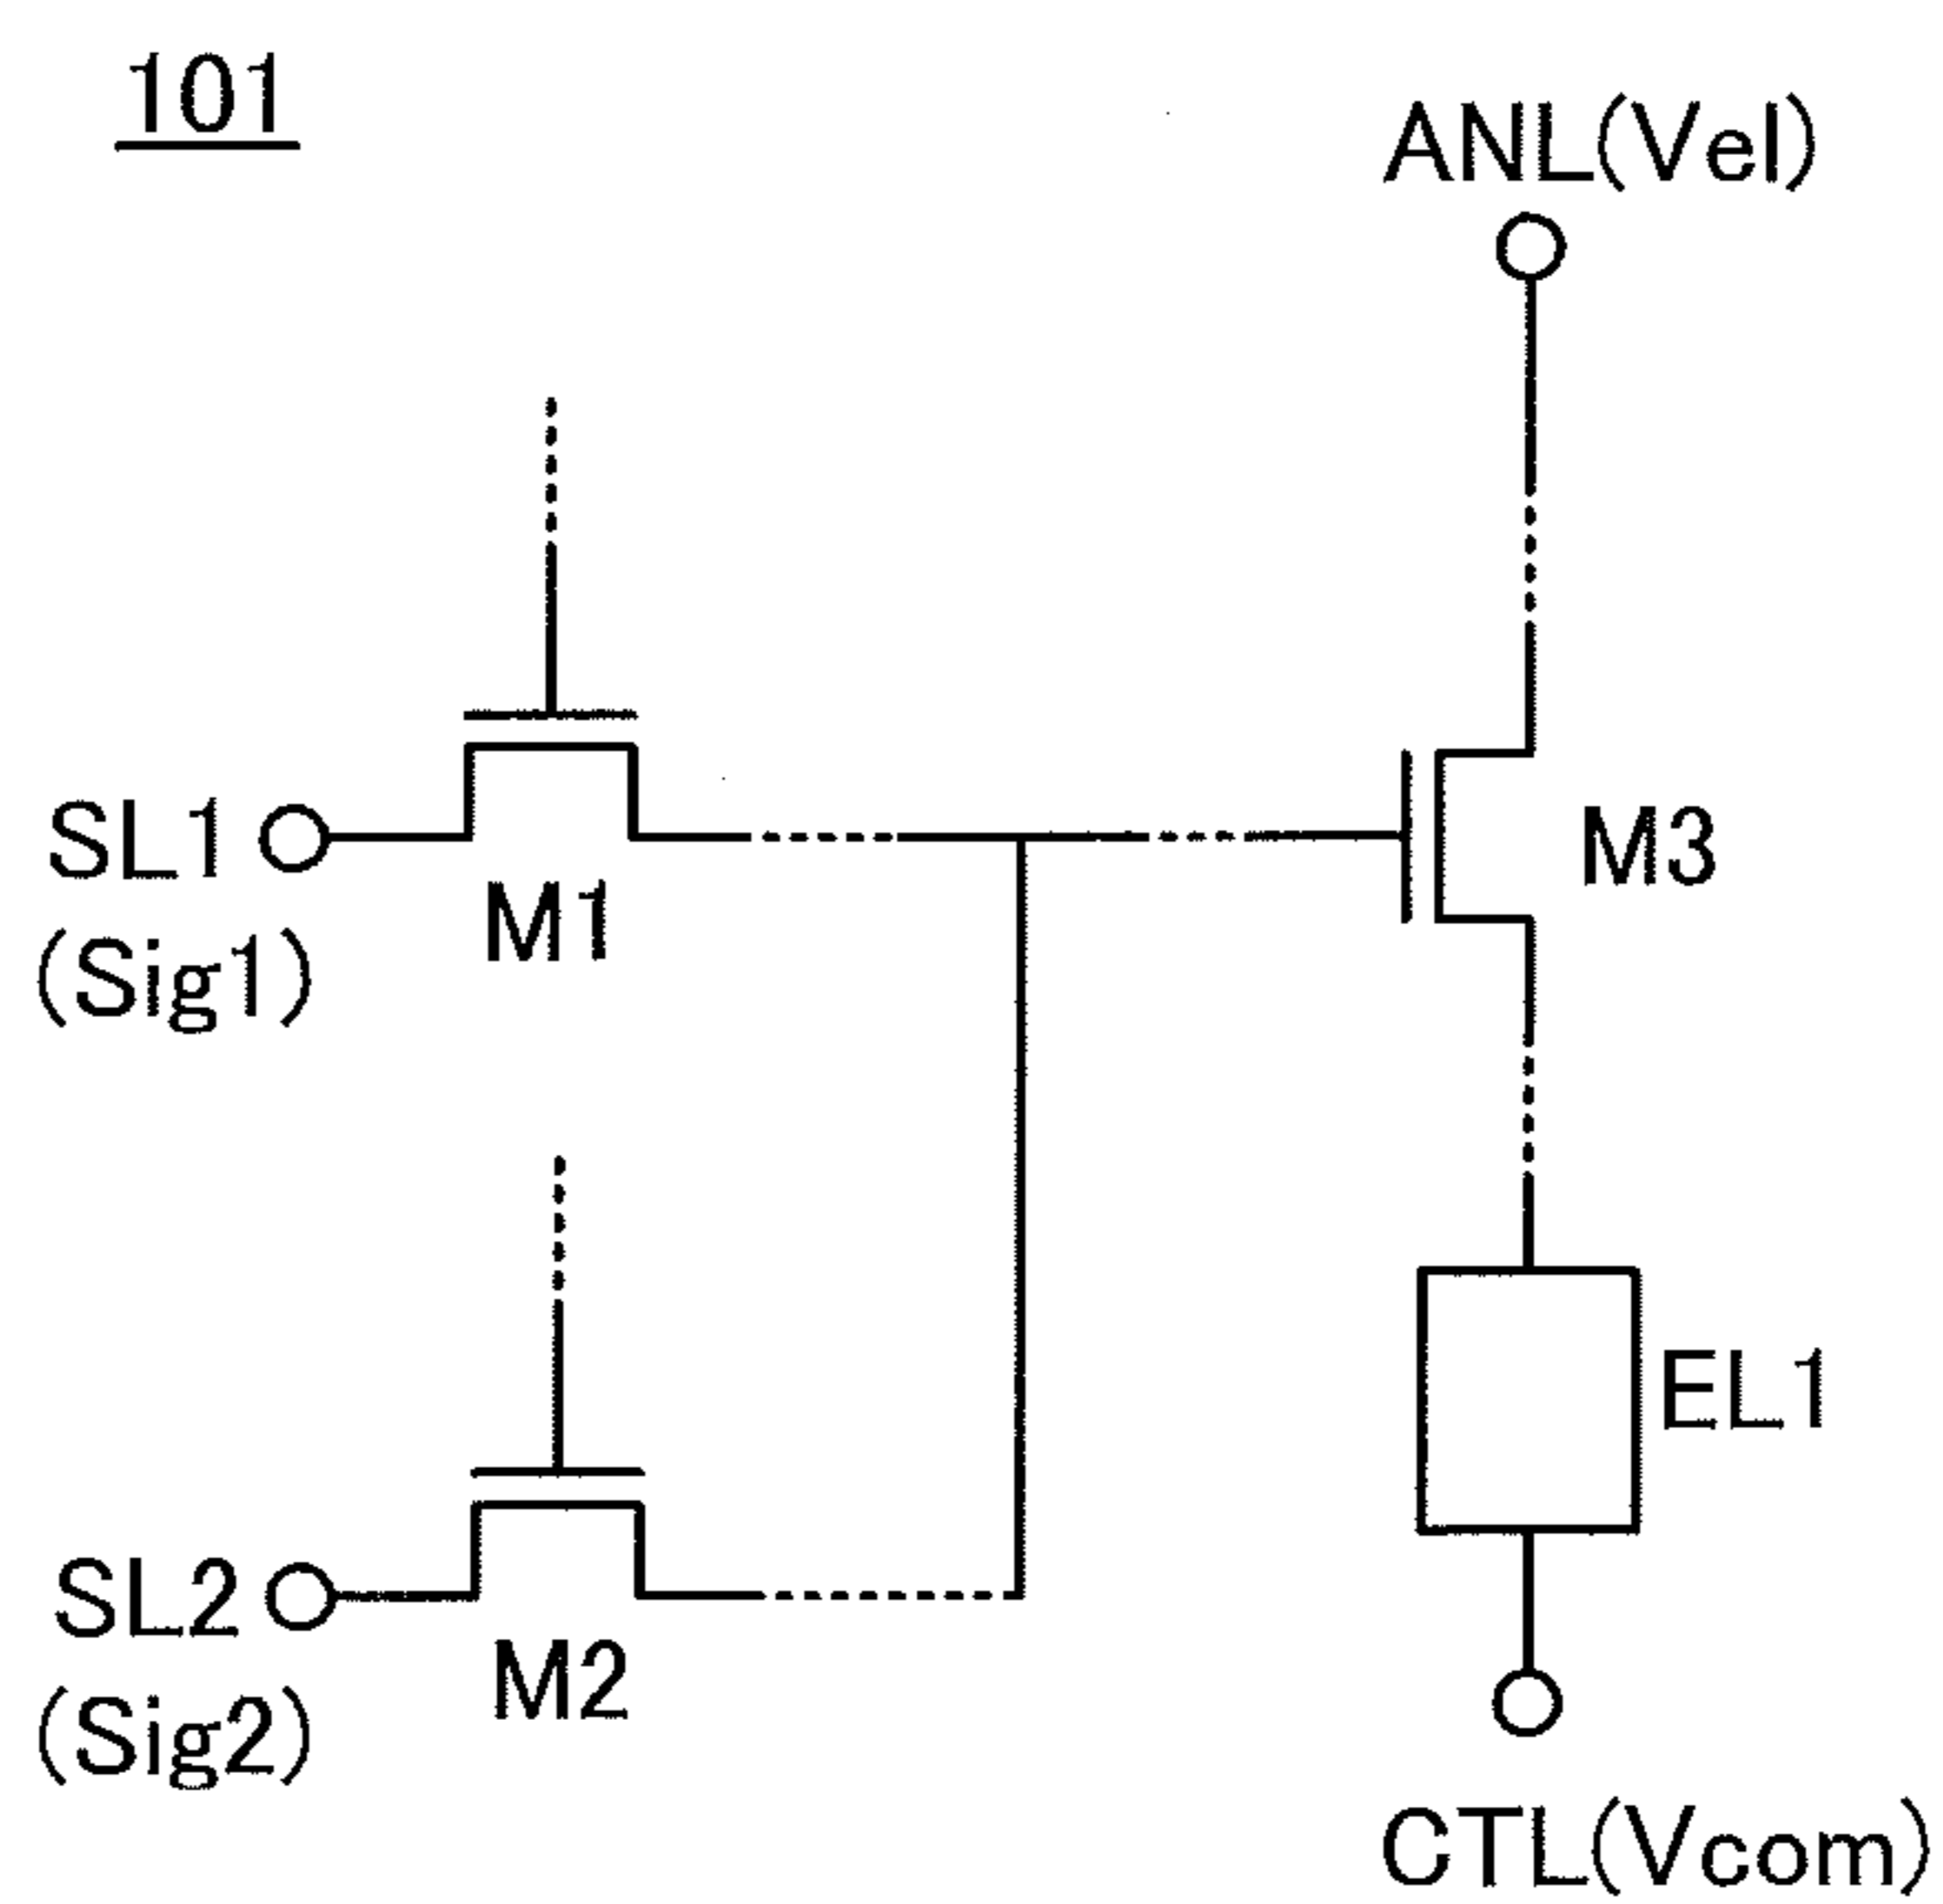 101
ANL(Vel)
SL1
(Sig1)
M1
M3
EL1
SL2
(Sig2)
M2
CTL(Vcom)